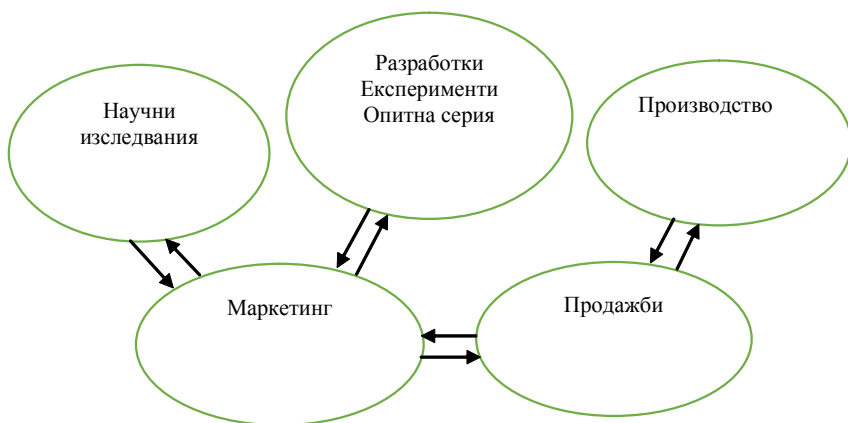 Научни
изследвания
Разработки
Експерименти
Опитна серия
Производство
Маркетинг
Продажби